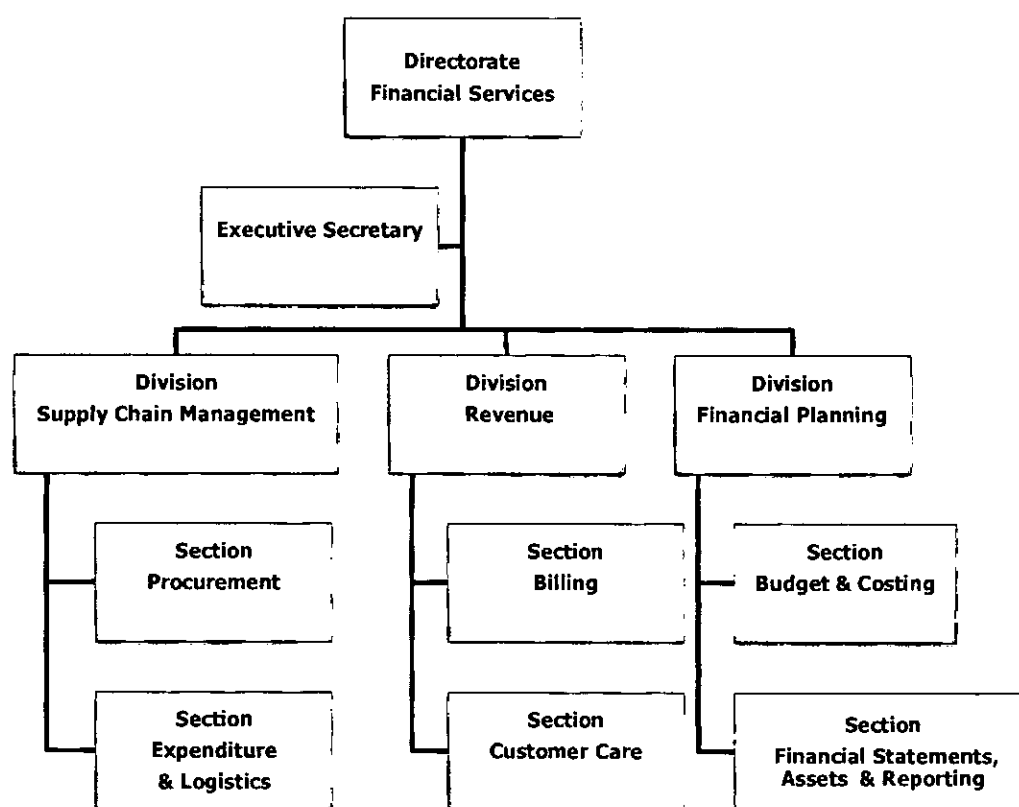 Directorate
Financial Services
Executive Secretary
Division
Supply Chain Management
Division
Revenue
Division
Financial Planning
Section
Procurement
Section
Billing
Section
Budget & Costing
Section
Expenditure
& Logistics
Section
Customer Care
Section
Financial Statements,
Assets & Reporting